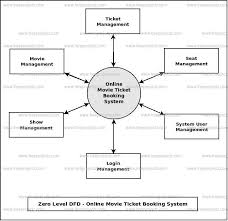 Ticket
Management
Movie
Management
Seat
Management
Online
Movie Ticket
Booking
System
Show
Management
System User
Management
Login
Management
Zero Level DFD - Online Movie Ticket Booking System